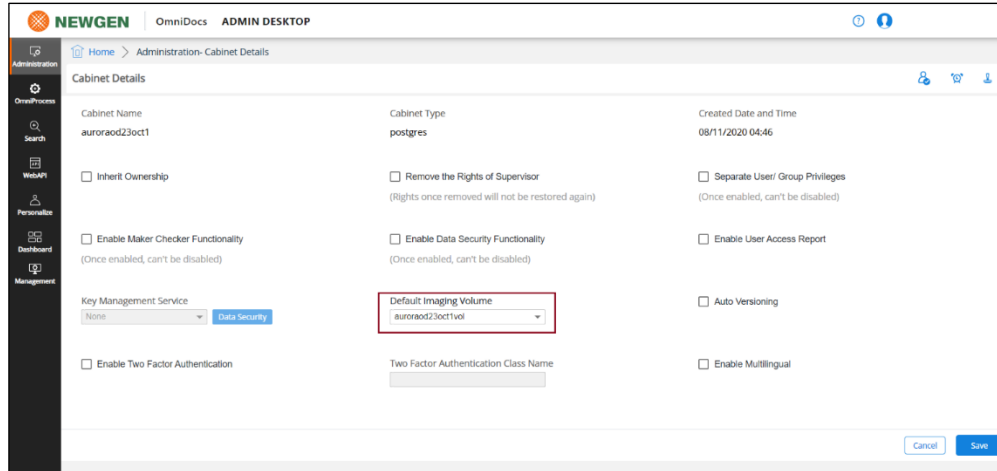 NEWGEN OmniDocs ADMIN DESKTOP
Home > Administration- Cabinet Details
Administration
OmniProcess
Search
WebAPI
Personalize
Dashboard
Management
Cabinet Details
Cabinet Name Cabinet Type Created Date and Time
auroraod23oct1 postgres 08/11/2020 04:46
Inherit Ownership Remove the Rights of Supervisor Separate User/ Group Privileges
(Rights once removed will not be restored again) (Once enabled, can't be disabled)
Enable Maker Checker Functionality Enable Data Security Functionality Enable User Access Report
(Once enabled, can't be disabled) (Once enabled, can't be disabled)
Key Management Service Default Imaging Volume Auto Versioning
None Data Security auroraod23oct1vol
Enable Two Factor Authentication Two Factor Authentication Class Name Enable Multilingual
Cancel Save